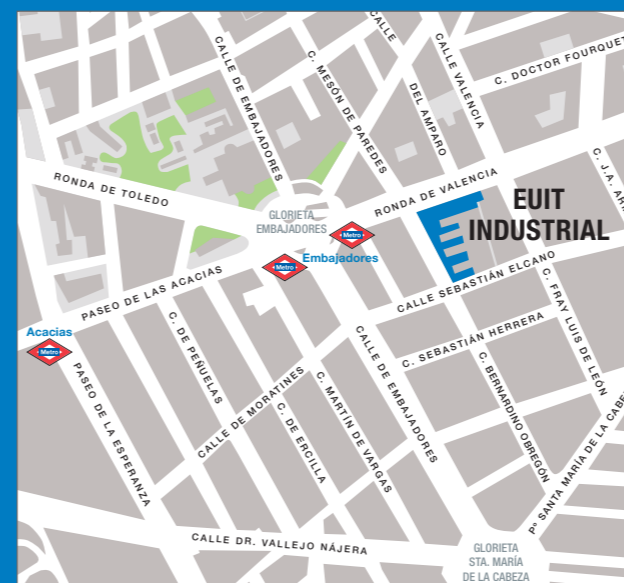 CALLE DE EMBAJADORES
C. MESÓN DE PAREDES
CALLE
DEL AMPARO
CALLE VALENCIA
C. DOCTOR FOURQUET
RONDA DE TOLEDO
GLORIETA
EMBAJADORES
RONDA DE VALENCIA
C. J.A.
EUIT
INDUSTRIAL
Metro
Metro
Embajadores
PASEO DE LAS ACACIAS
CALLE SEBASTIÁN ELCANO
Acacias
Metro
C. DE PEÑUELAS
C. SEBASTIÁN HERRERA
C. FRAY LUIS DE LEÓN
PASEO DE LA ESPERANZA
CALLE DE MORATINES
C. DE ERCILLA
C. MARTÍN DE VARGAS
CALLE DE EMBAJADORES
C. BERNARDINO OBREGÓN
Pº SANTA MARÍA DE LA CABE
CALLE DR. VALLEJO NÁJERA
GLORIETA
STA. MARÍA
DE LA CABEZA